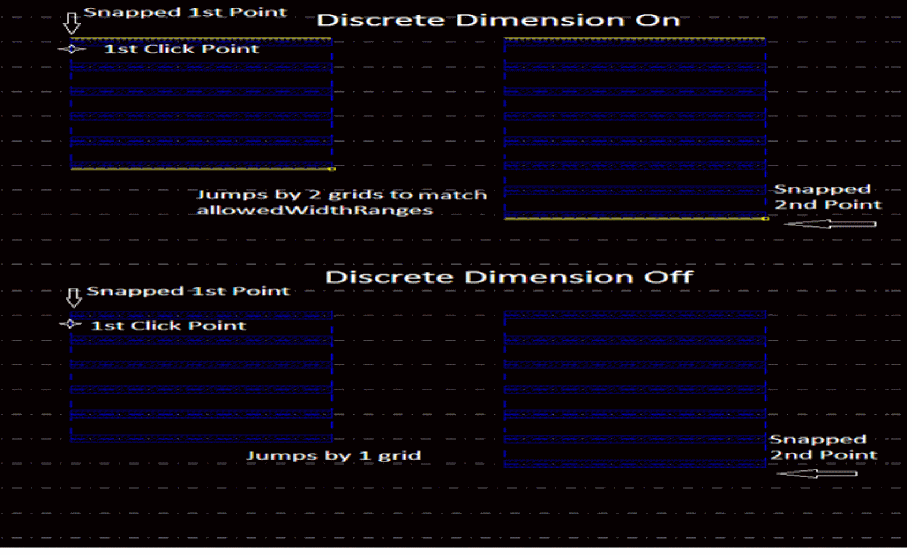 Snapped 1st Point
Discrete Dimension On
1st Click Point
Jumps by 2 grids to match
allowedWidthRanges
Snapped
2nd Point
Discrete Dimension Off
Snapped 1st Point
1st Click Point
Jumps by 1 grid
Snapped
2nd Point